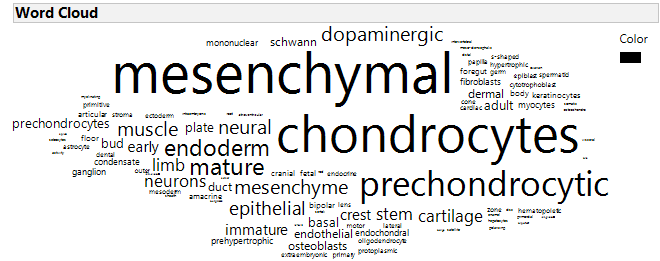 Word Cloud
Color
dopaminergic
mononuclear schwann
mesenchymal
s-shaped
papilla hypertrophic
foregut germ epiblast spermatid
fibroblasts cytotrophoblast
dermal body keratinocytes
cone
cardiac adult myocytes
primitive
articular stroma ectoderm
prechondrocytes muscle plate neural chondrocytes
floor bud early endoderm
astrocyte
dental
condensate limb mature
ganglion outer cranial fetal endocrine
neurons duct mesenchyme prechondrocytic
mesoderm amacrine
epithelial bipolar lens
crest stem cartilage zone hematopoietic
basal motor lateral
immature endothelial endochondral
prehypertrophic oligodendrocyte
osteoblasts protoplasmic
extraembryonic primary